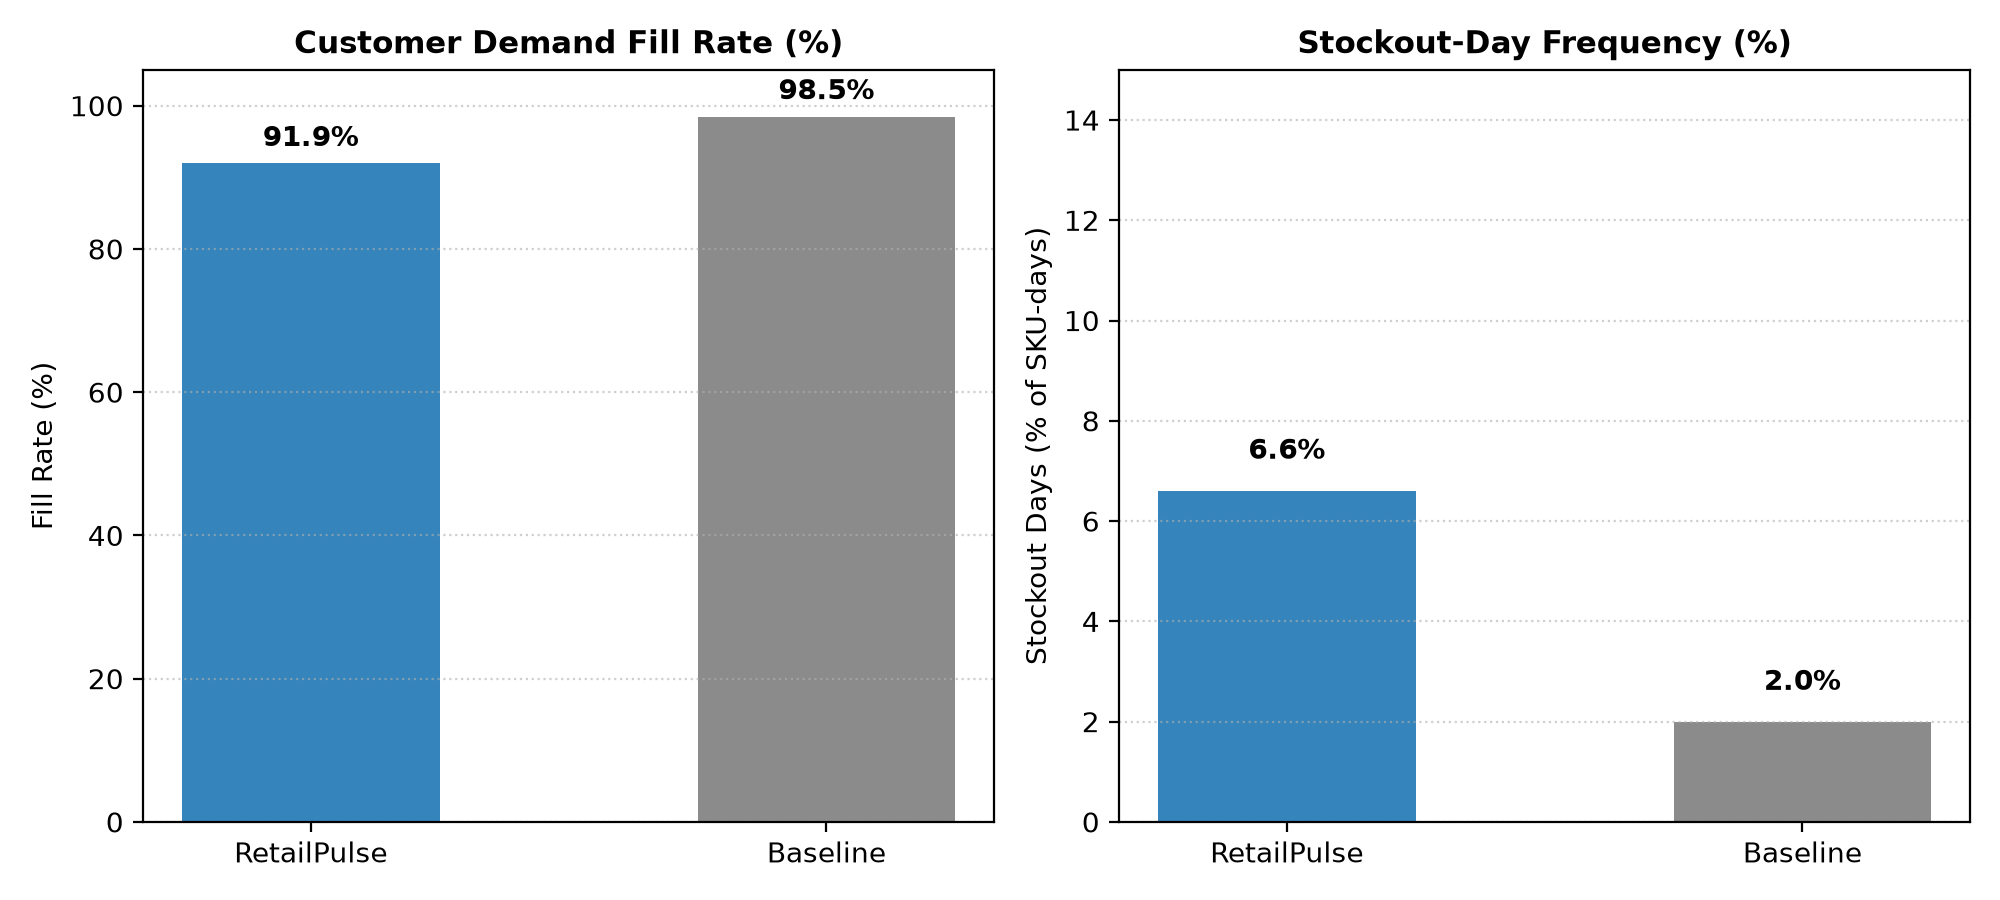 Customer Demand Fill Rate (%)
Fill Rate (%)
100
80
60
40
20
0
91.9%
98.5%
RetailPulse
Baseline
Stockout-Day Frequency (%)
Stockout Days (% of SKU-days)
14
12
10
8
6
4
2
0
6.6%
2.0%
RetailPulse
Baseline